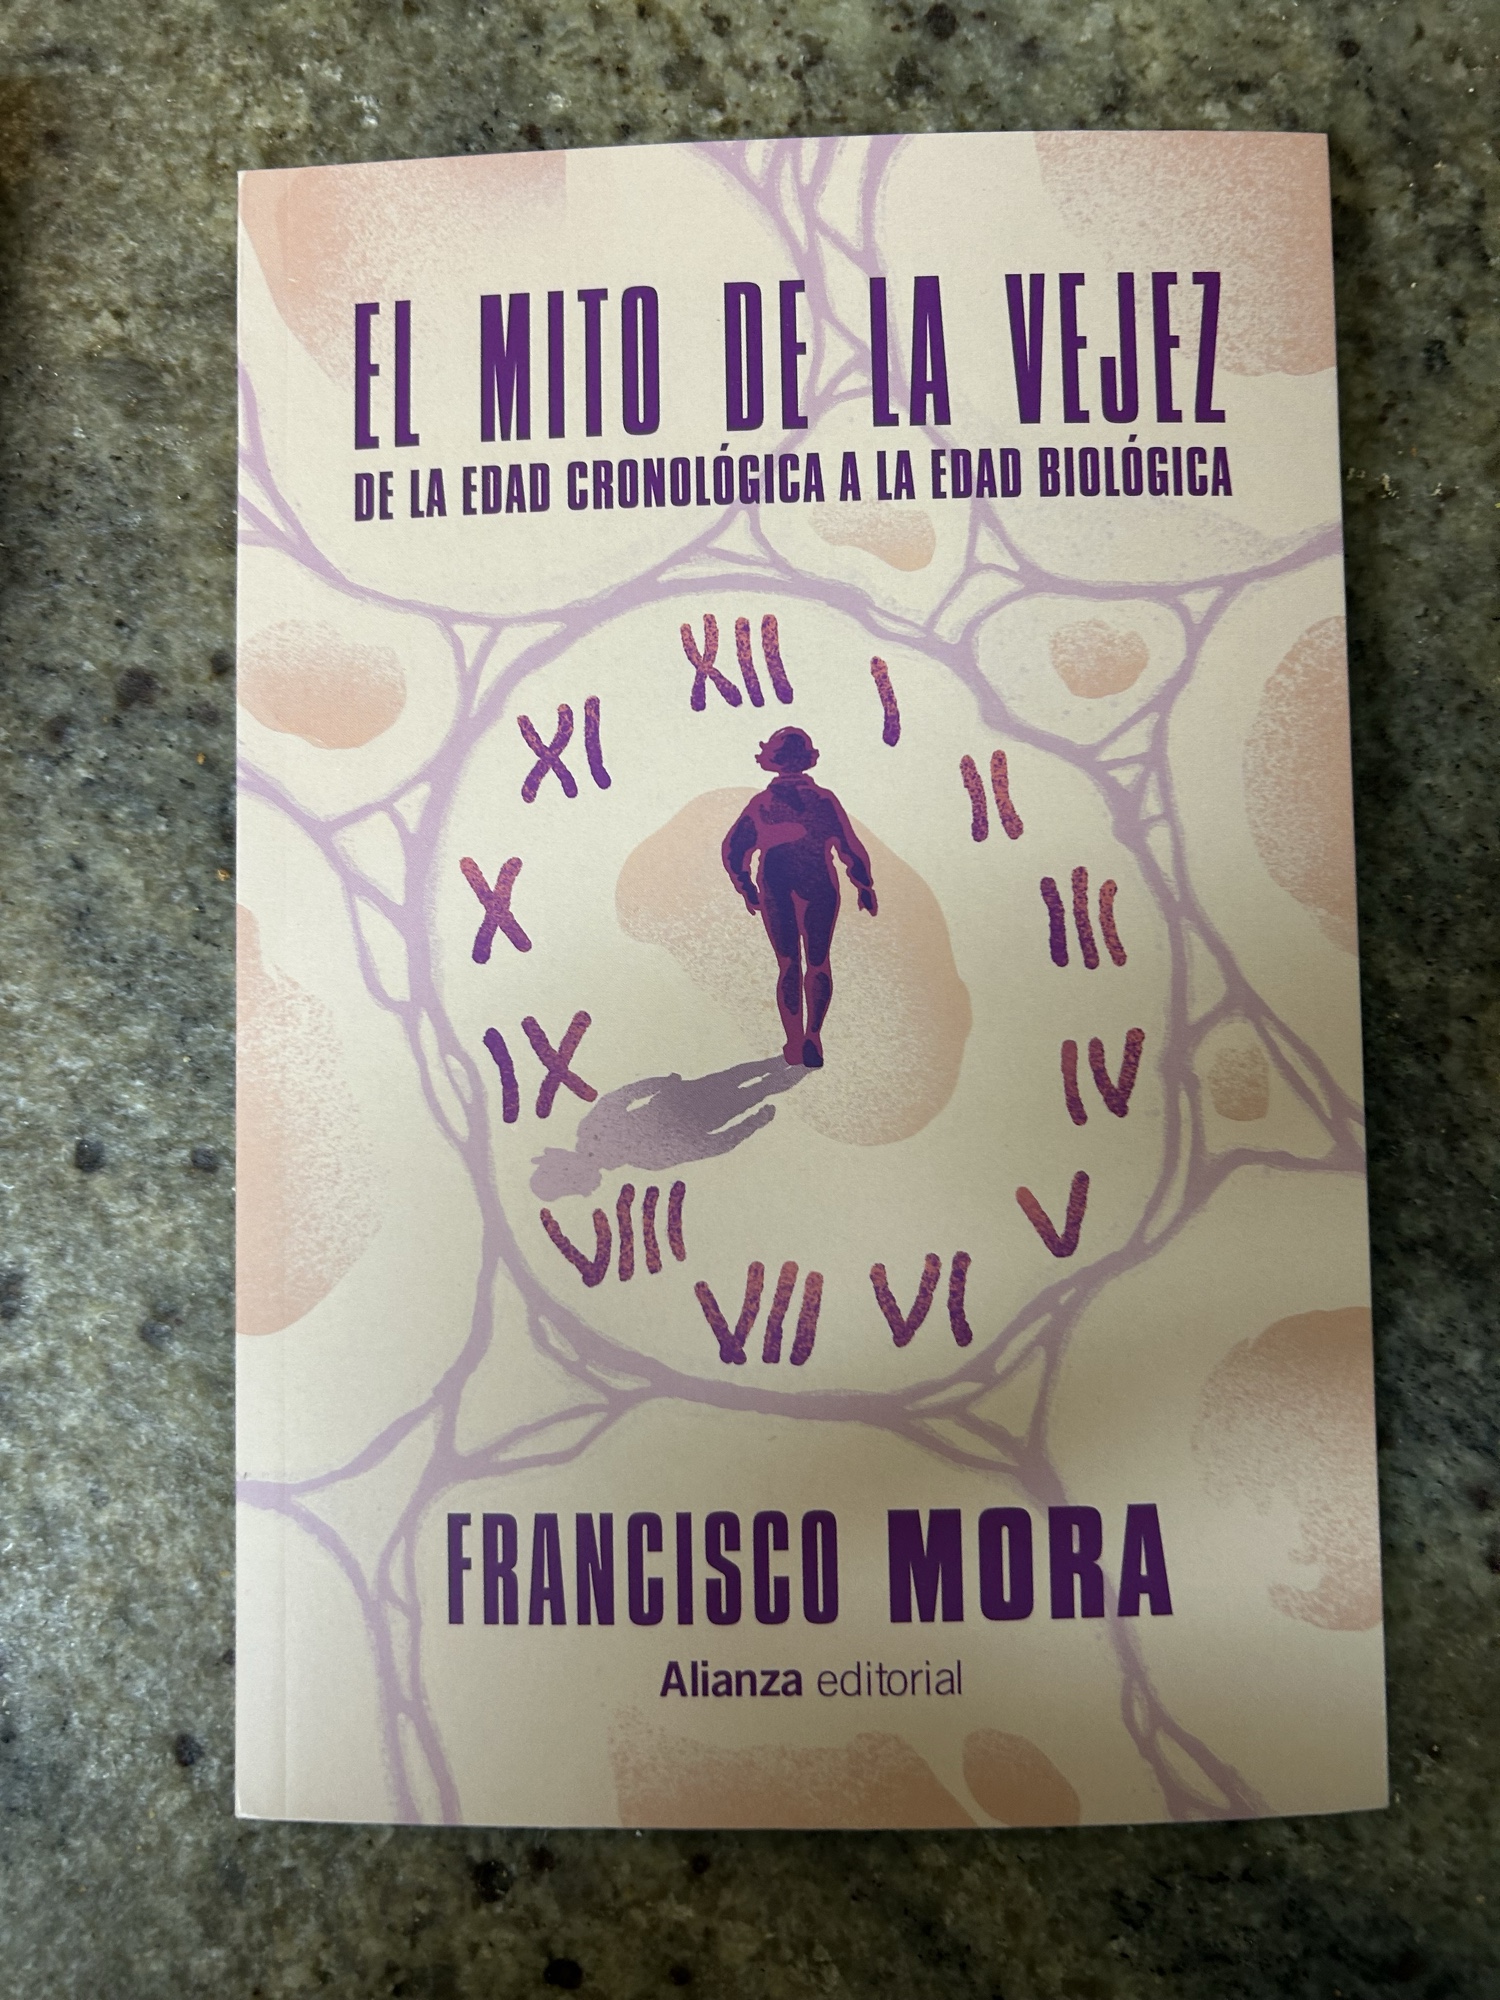 EL MITO DE LA VEJEZ
DE LA EDAD CRONOLÓGICA A LA EDAD BIOLÓGICA
XII
I
II
III
IV
V
VI
VII
VIII
IX
X
XI
FRANCISCO MORA
Alianza editorial